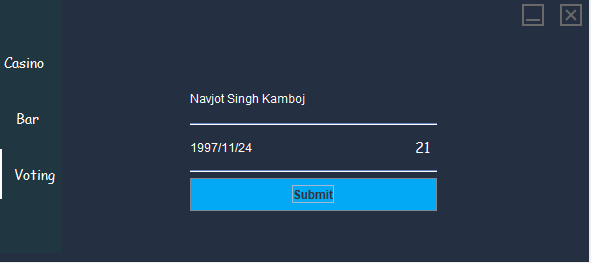 Casino
Navjot Singh Kamboj
Bar
1997/11/24 21
Voting
Submit